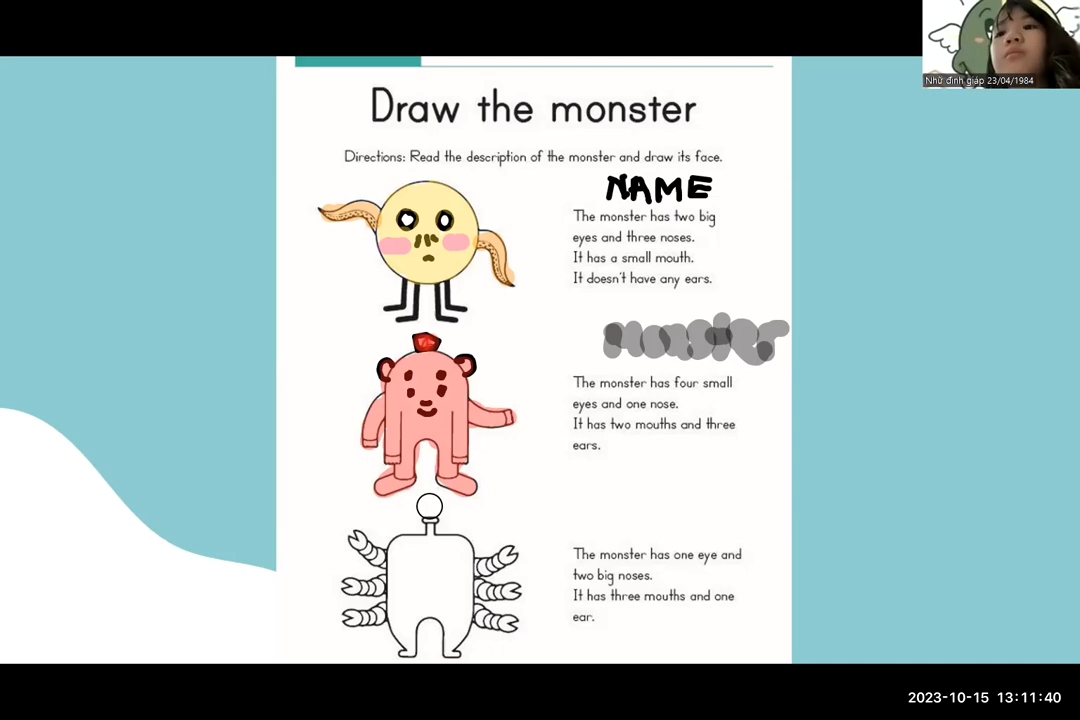 Nhữ đình giáp 23/04/1984
Draw the monster
Directions: Read the description of the monster and draw its face.
NAME
The monster has two big
eyes and three noses.
It has a small mouth.
It doesn't have any ears.
Monster
The monster has four small
eyes and one nose.
It has two mouths and three
ears.
The monster has one eye and
two big noses.
It has three mouths and one
ear.
2023-10-15 13:11:40